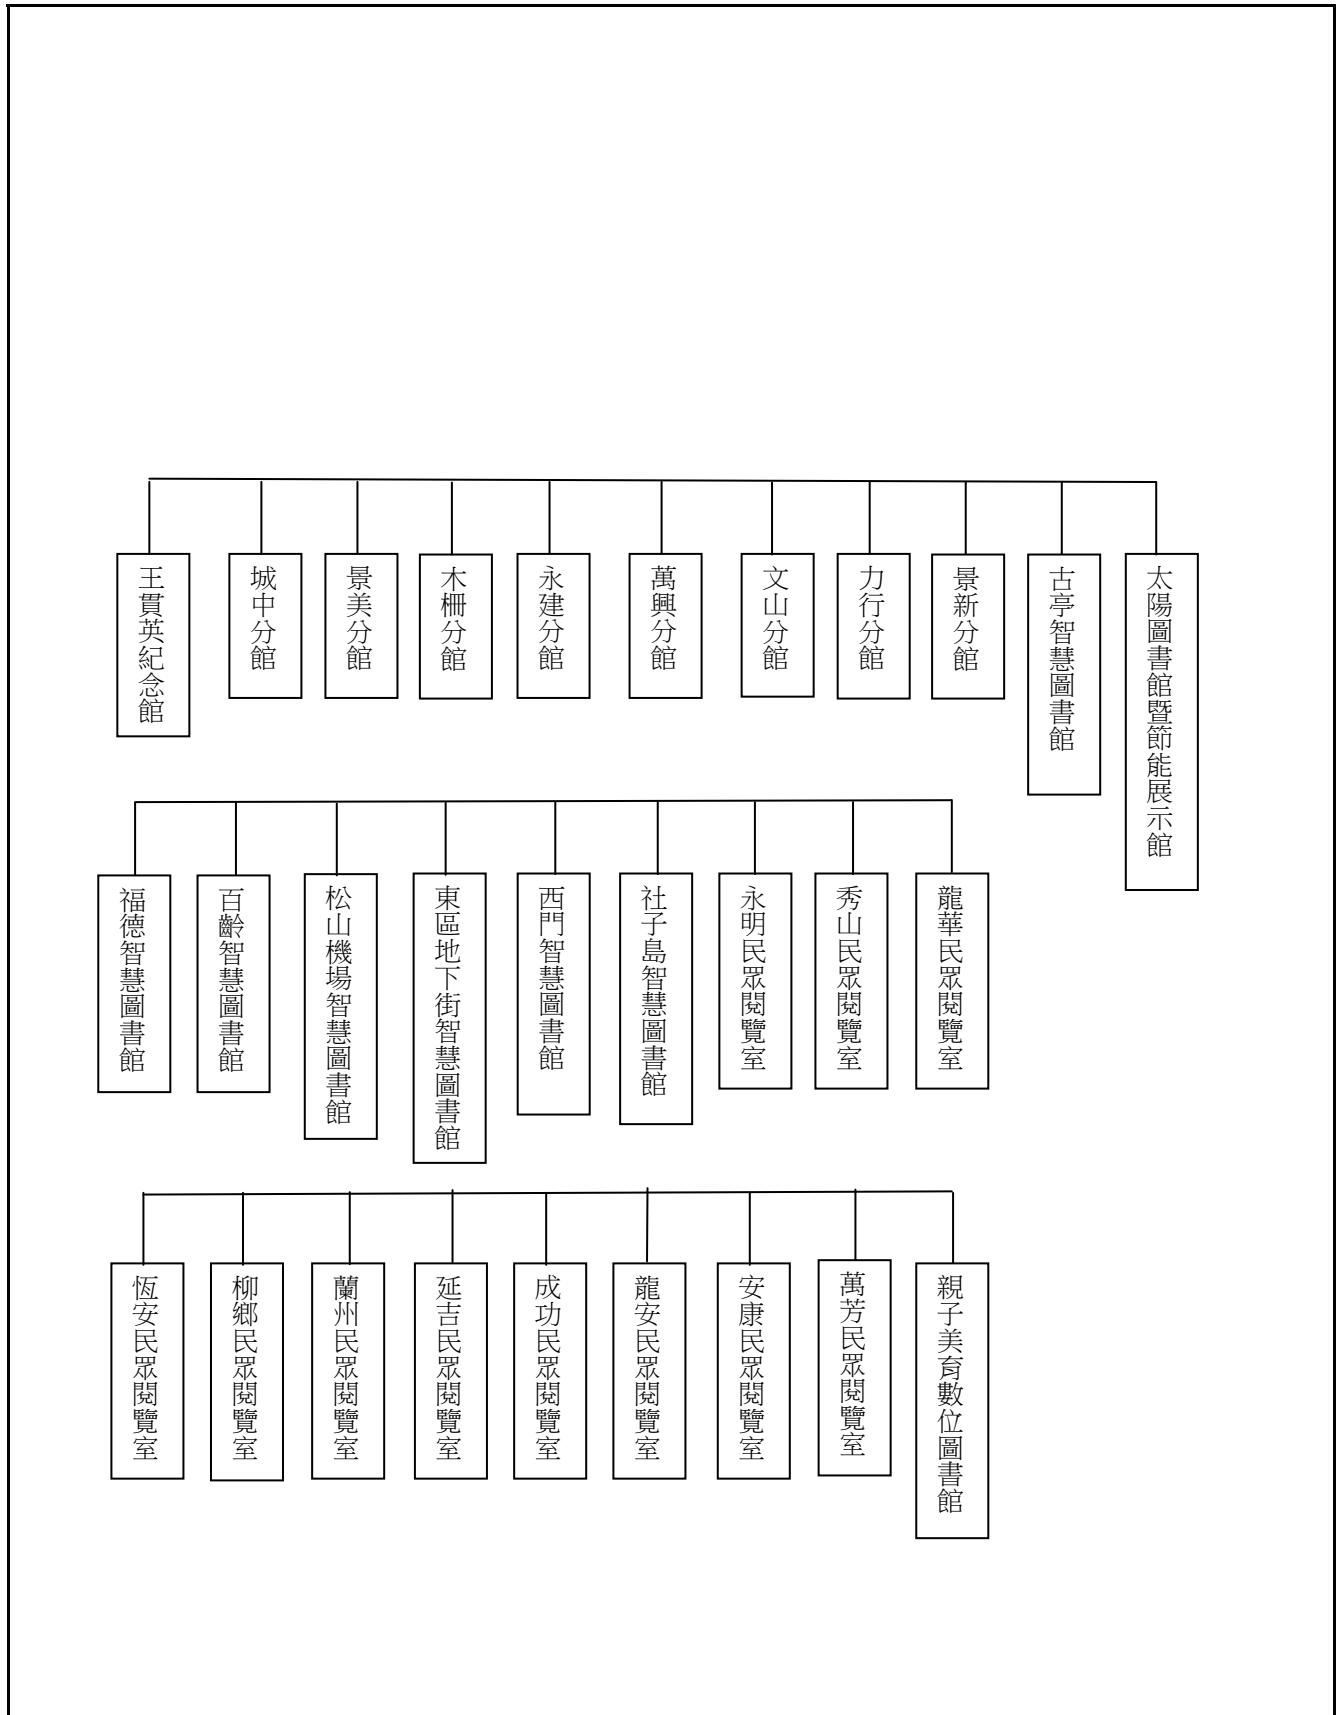 王貫英紀念館
城中分館
景美分館
木柵分館
永建分館
萬興分館
文山分館
力行分館
景新分館
古亭智慧圖書館
太陽圖書館暨節能展示館
福德智慧圖書館
百齡智慧圖書館
松山機場智慧圖書館
東區地下街智慧圖書館
西門智慧圖書館
社子島智慧圖書館
永明民眾閱覽室
秀山民眾閱覽室
龍華民眾閱覽室
恆安民眾閱覽室
柳鄉民眾閱覽室
蘭州民眾閱覽室
延吉民眾閱覽室
成功民眾閱覽室
龍安民眾閱覽室
安康民眾閱覽室
萬芳民眾閱覽室
親子美育數位圖書館